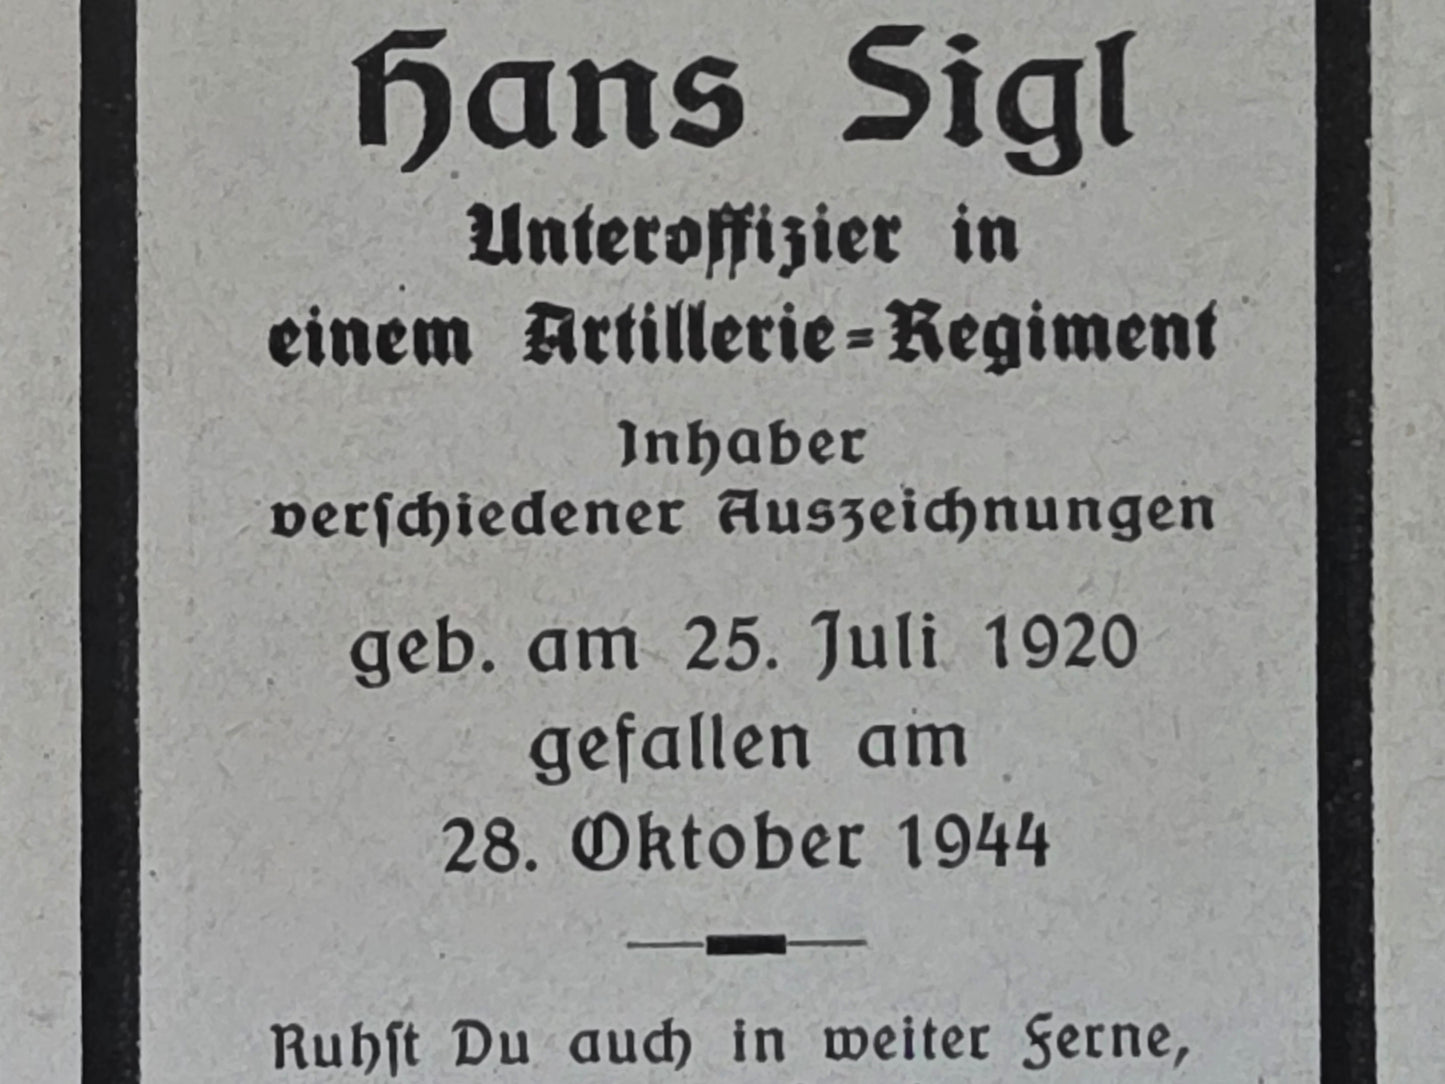 Hans Sigl
Unteroffizier in
einem Artillerie=Regiment
Inhaber
verſchiedener Auszeichnungen
geb. am 25. Juli 1920
gefallen am
28. Oktober 1944
Ruhſt Du auch in weiter Ferne,